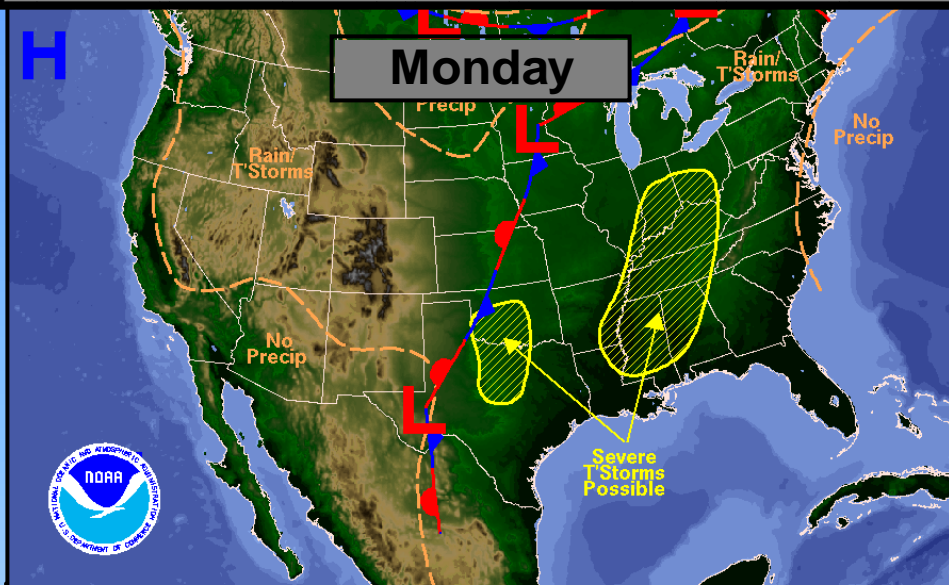 H
L
L
Monday
Precip
Rain/
T'Storms
No
Precip
Rain/
T'Storms
No
Precip
L
Severe
T'Storms
Possible
NATIONAL OCEANIC AND ATMOSPHERIC ADMINISTRATION
NOAA
U.S. DEPARTMENT OF COMMERCE